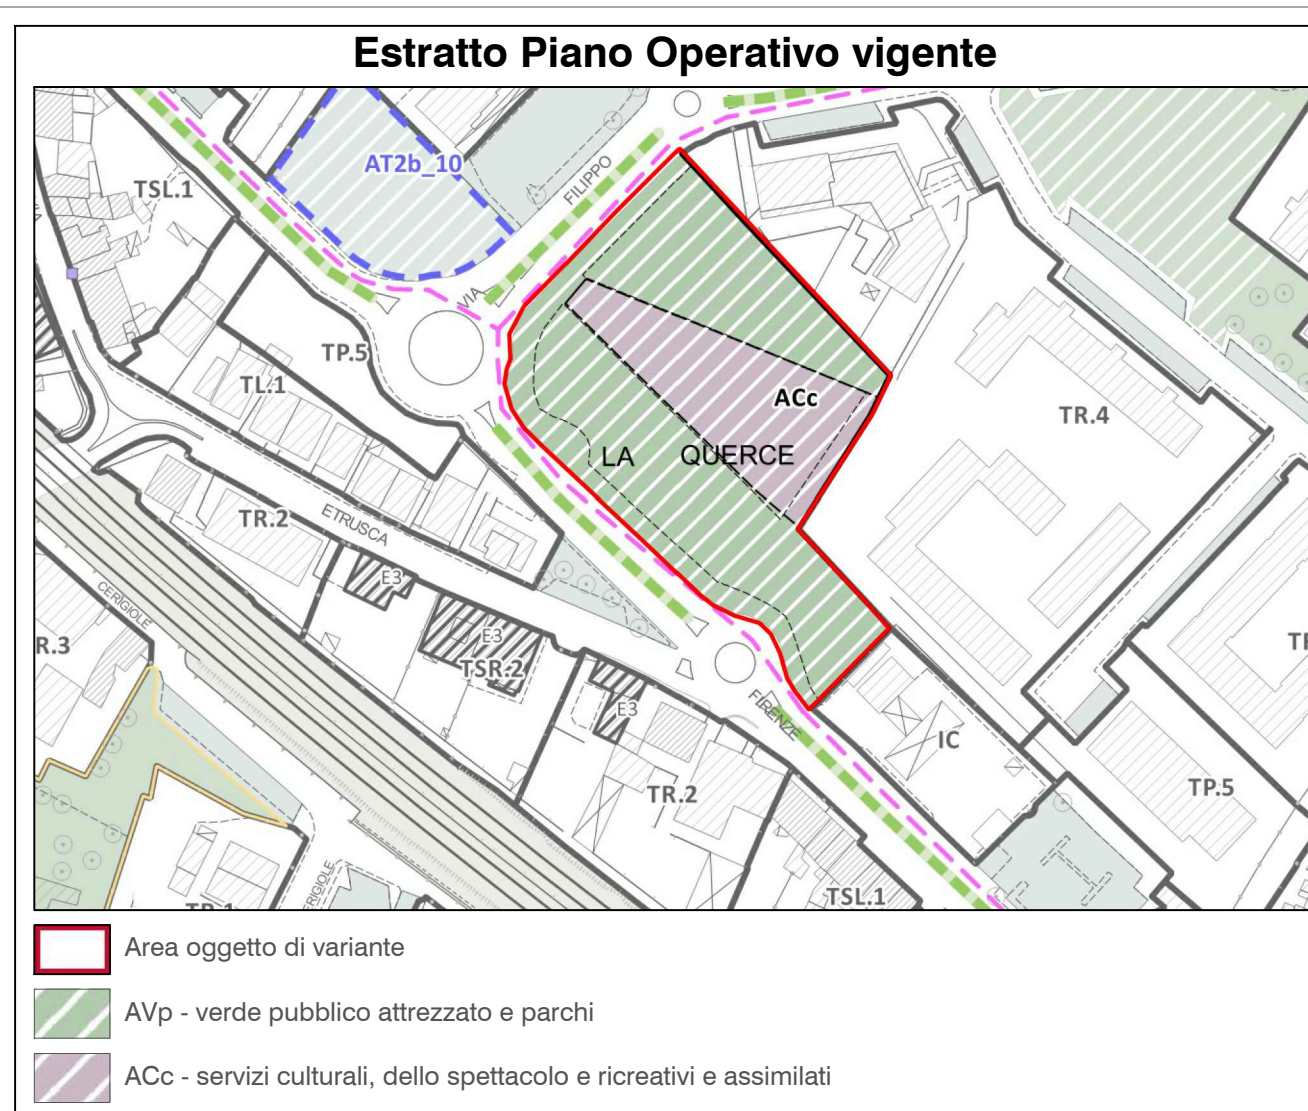 Estratto Piano Operativo vigente
AT2b_10
FILIPPO
TSL.1
VIA
TP.5
TL.1
ACc
TR.4
LA QUERCE
TR.2
ETRUSCA
E3
CERIGIOLE
E3
TSR.2
R.3
E3
FIRENZE
IC
TR.2
TP.5
TSL.1
Area oggetto di variante
AVp - verde pubblico attrezzato e parchi
ACc - servizi culturali, dello spettacolo e ricreativi e assimilati